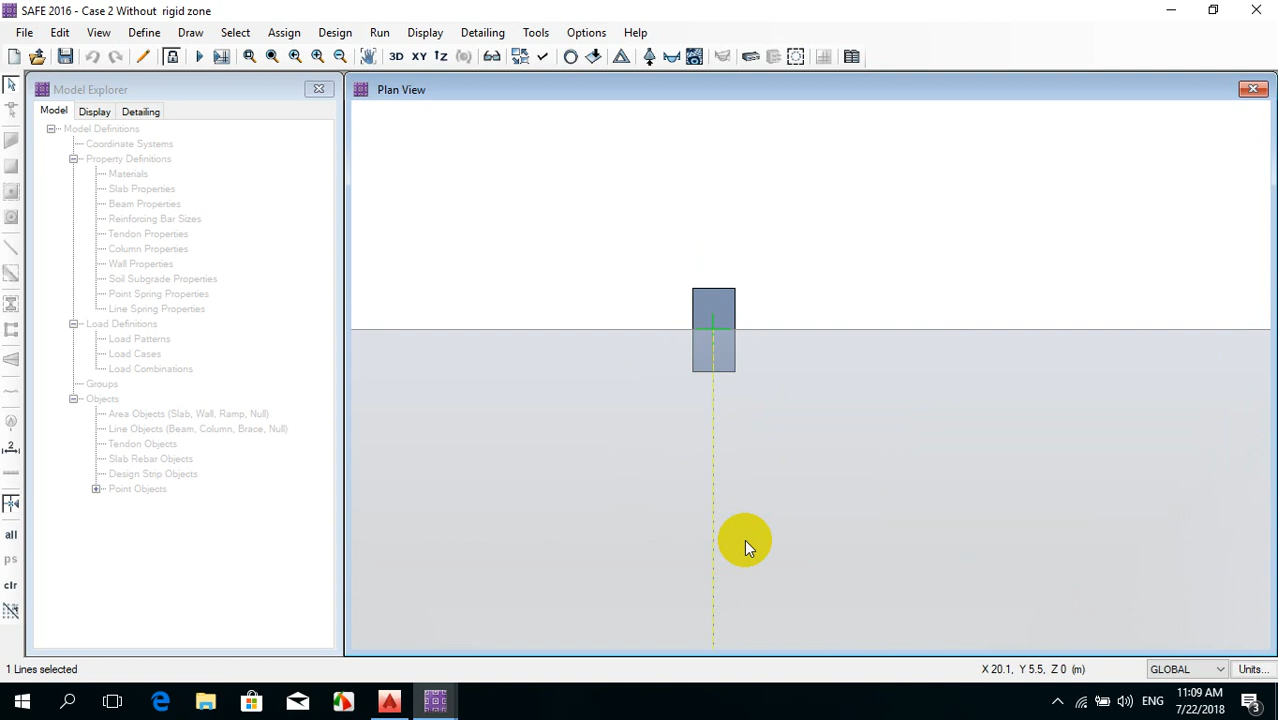 SAFE 2016 - Case 2 Without rigid zone
File Edit View Define Draw Select Assign Design Run Display Detailing Tools Options Help
3D XY
Model Explorer
Plan View
Model Display Detailing
Model Definitions
Coordinate Systems
Property Definitions
Materials
Slab Properties
Beam Properties
Reinforcing Bar Sizes
Tendon Properties
Column Properties
Wall Properties
Soil Subgrade Properties
Point Spring Properties
Line Spring Properties
Load Definitions
Load Patterns
Load Cases
Load Combinations
Groups
Objects
Area Objects (Slab, Wall, Ramp, Null)
Line Objects (Beam, Column, Brace, Null)
Tendon Objects
Slab Rebar Objects
Design Strip Objects
Point Objects
all
ps
clr
1 Lines selected
X 20.1, Y 5.5, Z 0 (m)
GLOBAL
Units...
ENG
11:09 AM
7/22/2018
3